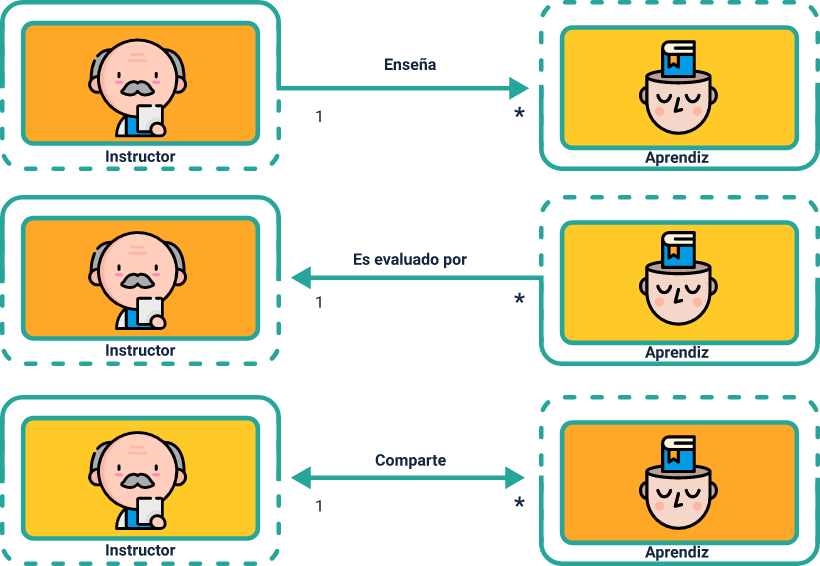 Enseña
1
*
Instructor
Aprendiz
Es evaluado por
1
*
Instructor
Aprendiz
Comparte
1
*
Instructor
Aprendiz